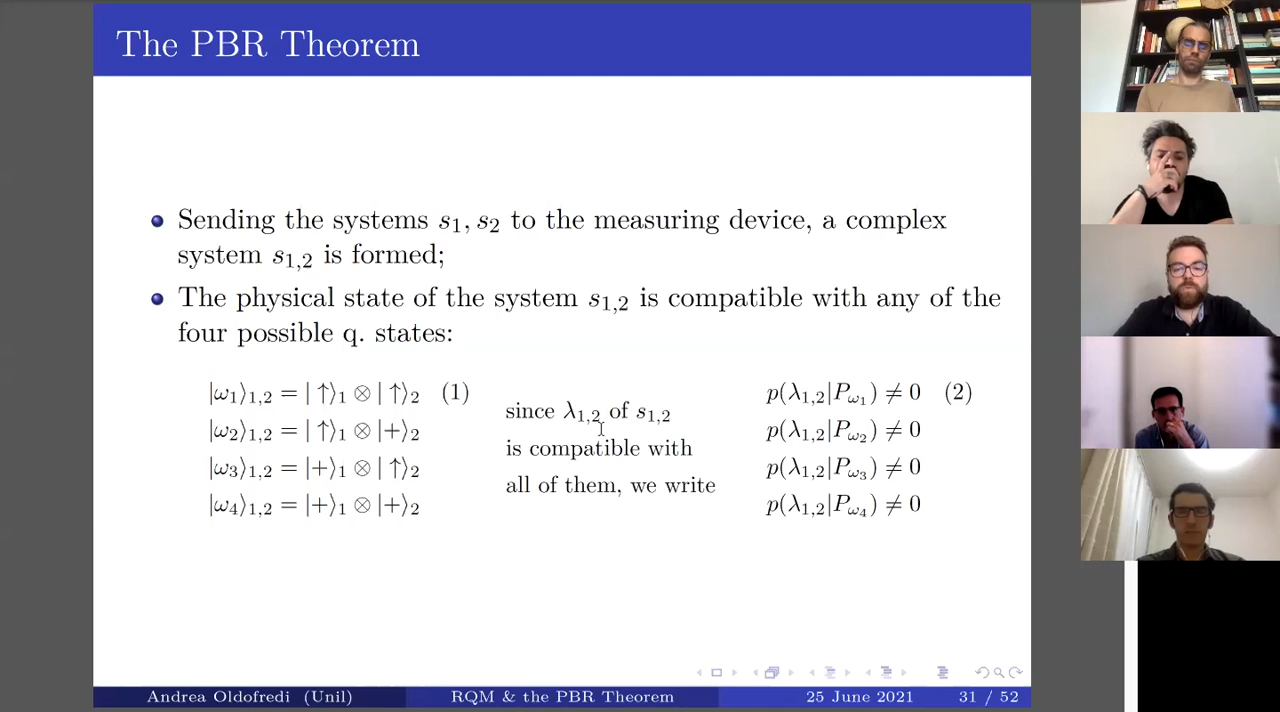 The PBR Theorem
Sending the systems s₁, s₂ to the measuring device, a complex
system s₁,₂ is formed;
The physical state of the system s₁,₂ is compatible with any of the
four possible q. states:
|ω₁⟩₁,₂ = | ↑⟩₁ ⊗ | ↑⟩₂ (1)
|ω₂⟩₁,₂ = | ↑⟩₁ ⊗ |+⟩₂
|ω₃⟩₁,₂ = |+⟩₁ ⊗ | ↑⟩₂
|ω₄⟩₁,₂ = |+⟩₁ ⊗ |+⟩₂
since λ₁,₂ of s₁,₂
is compatible with
all of them, we write
p(λ₁,₂|P_ω₁) ≠ 0 (2)
p(λ₁,₂|P_ω₂) ≠ 0
p(λ₁,₂|P_ω₃) ≠ 0
p(λ₁,₂|P_ω₄) ≠ 0
Andrea Oldofredi (Unil) RQM & the PBR Theorem 25 June 2021 31 / 52